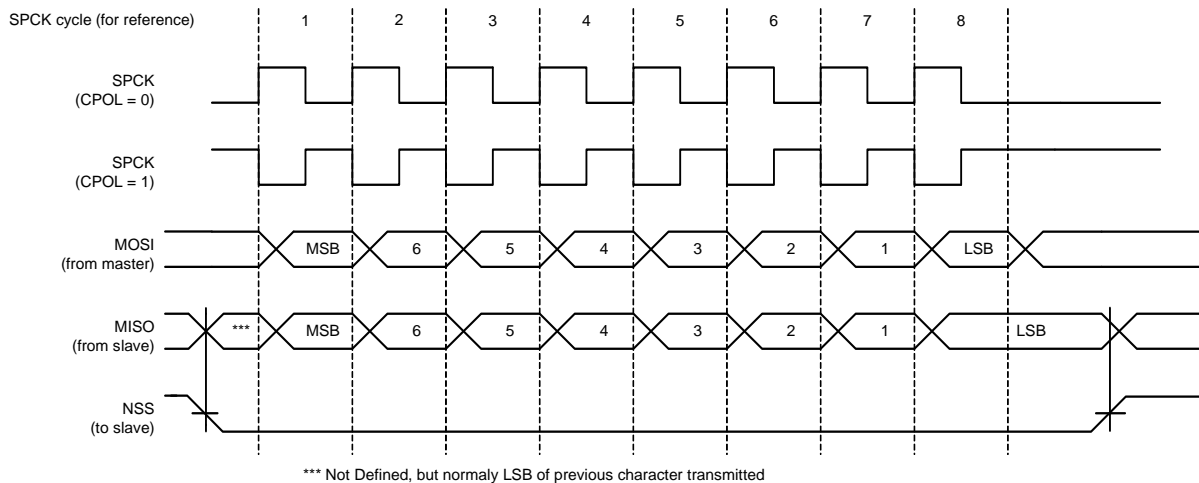 SPCK cycle (for reference) 1 2 3 4 5 6 7 8
SPCK
(CPOL = 0)
SPCK
(CPOL = 1)
MOSI
(from master)
MSB 6 5 4 3 2 1 LSB
MISO
(from slave)
*** MSB 6 5 4 3 2 1 LSB
NSS
(to slave)
*** Not Defined, but normaly LSB of previous character transmitted